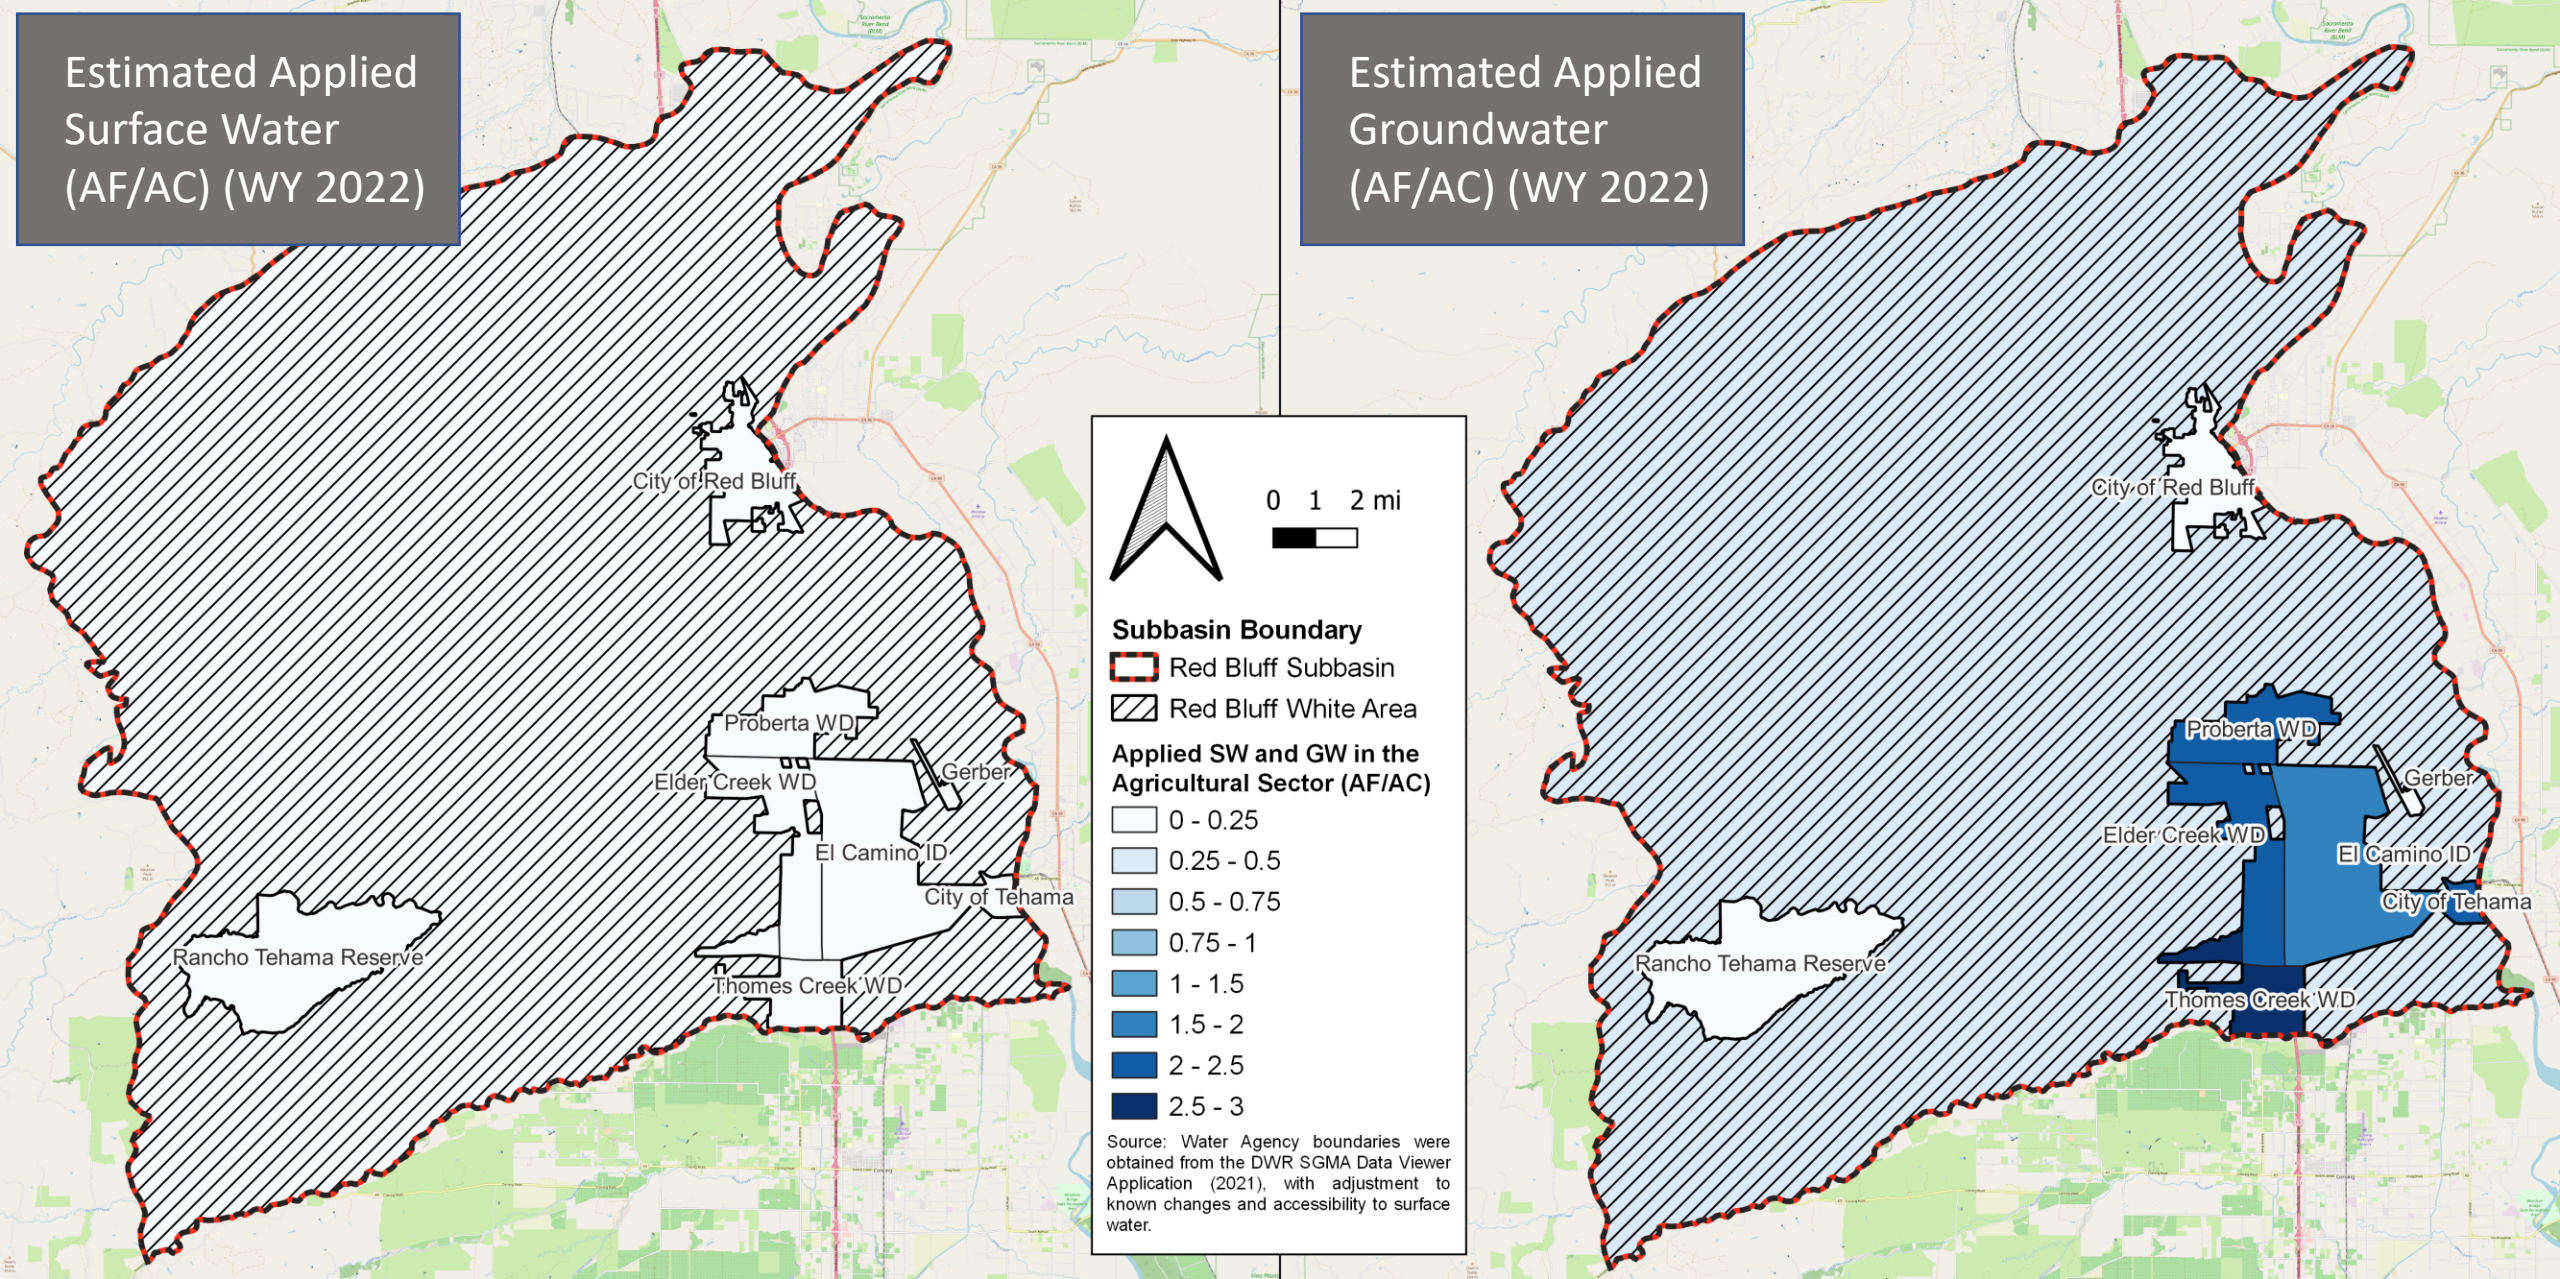 Estimated Applied
Surface Water
(AF/AC) (WY 2022)
City of Red Bluff
Proberta WD
Elder Creek WD
Gerber
El Camino ID
City of Tehama
Rancho Tehama Reserve
Thomes Creek WD
0 1 2 mi
Subbasin Boundary
Red Bluff Subbasin
Red Bluff White Area
Applied SW and GW in the
Agricultural Sector (AF/AC)
0 - 0.25
0.25 - 0.5
0.5 - 0.75
0.75 - 1
1 - 1.5
1.5 - 2
2 - 2.5
2.5 - 3
Source: Water Agency boundaries were
obtained from the DWR SGMA Data Viewer
Application (2021), with adjustment to
known changes and accessibility to surface
water.
Estimated Applied
Groundwater
(AF/AC) (WY 2022)
City of Red Bluff
Proberta WD
Gerber
Elder Creek WD
El Camino ID
City of Tehama
Rancho Tehama Reserve
Thomes Creek WD